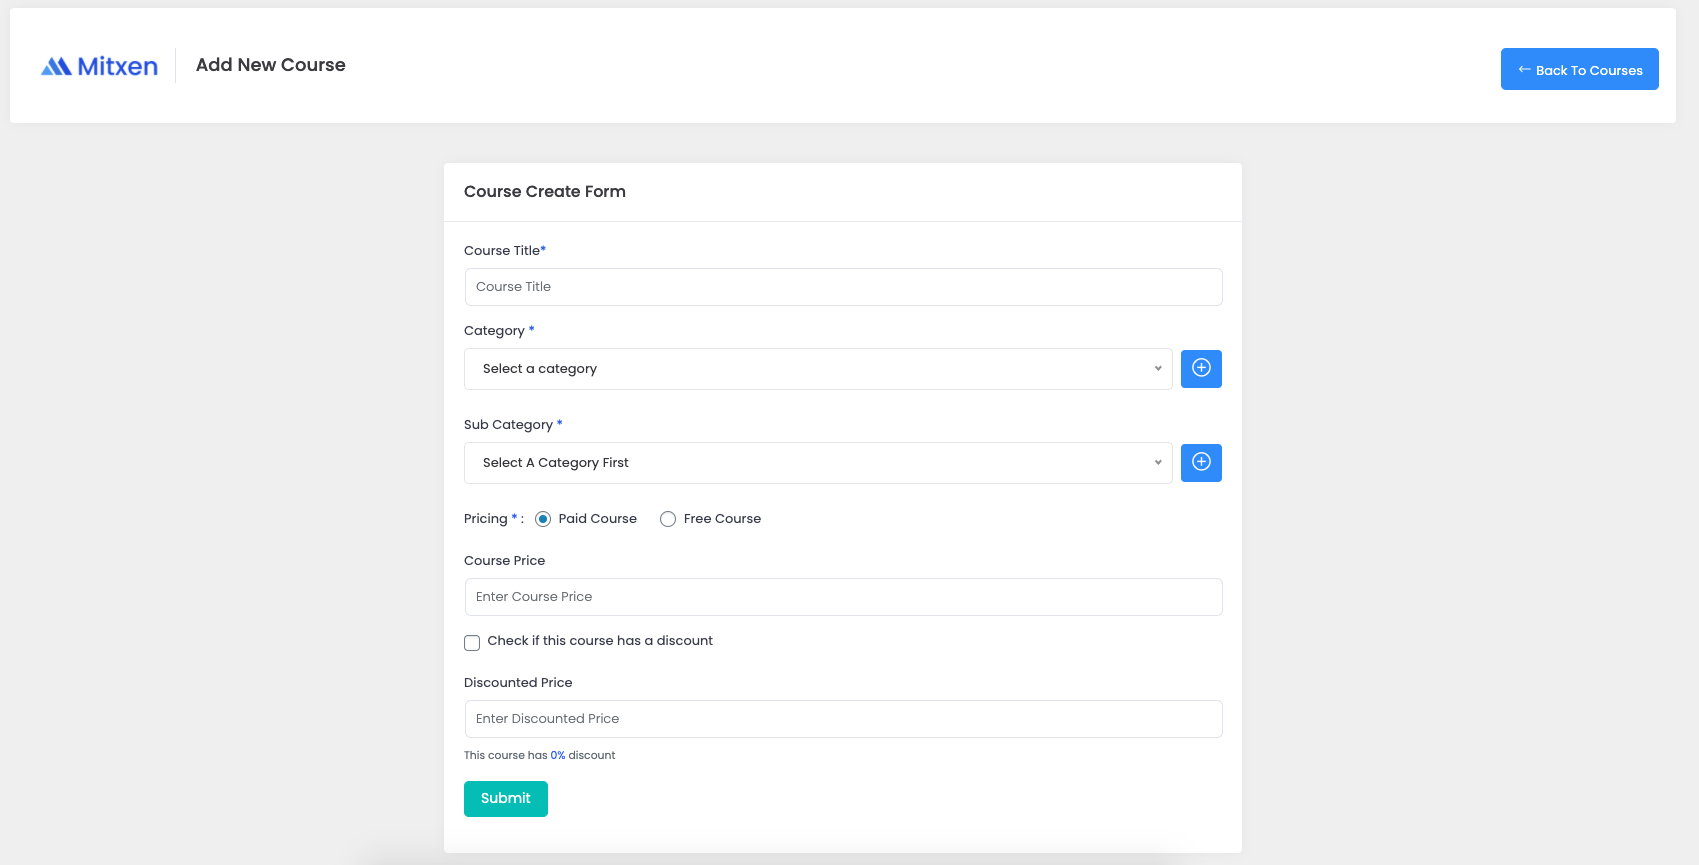 Mitxen
Add New Course
← Back To Courses
Course Create Form
Course Title*
Course Title
Category *
Select a category
Sub Category *
Select A Category First
Pricing * : Paid Course Free Course
Course Price
Enter Course Price
Check if this course has a discount
Discounted Price
Enter Discounted Price
This course has 0% discount
Submit